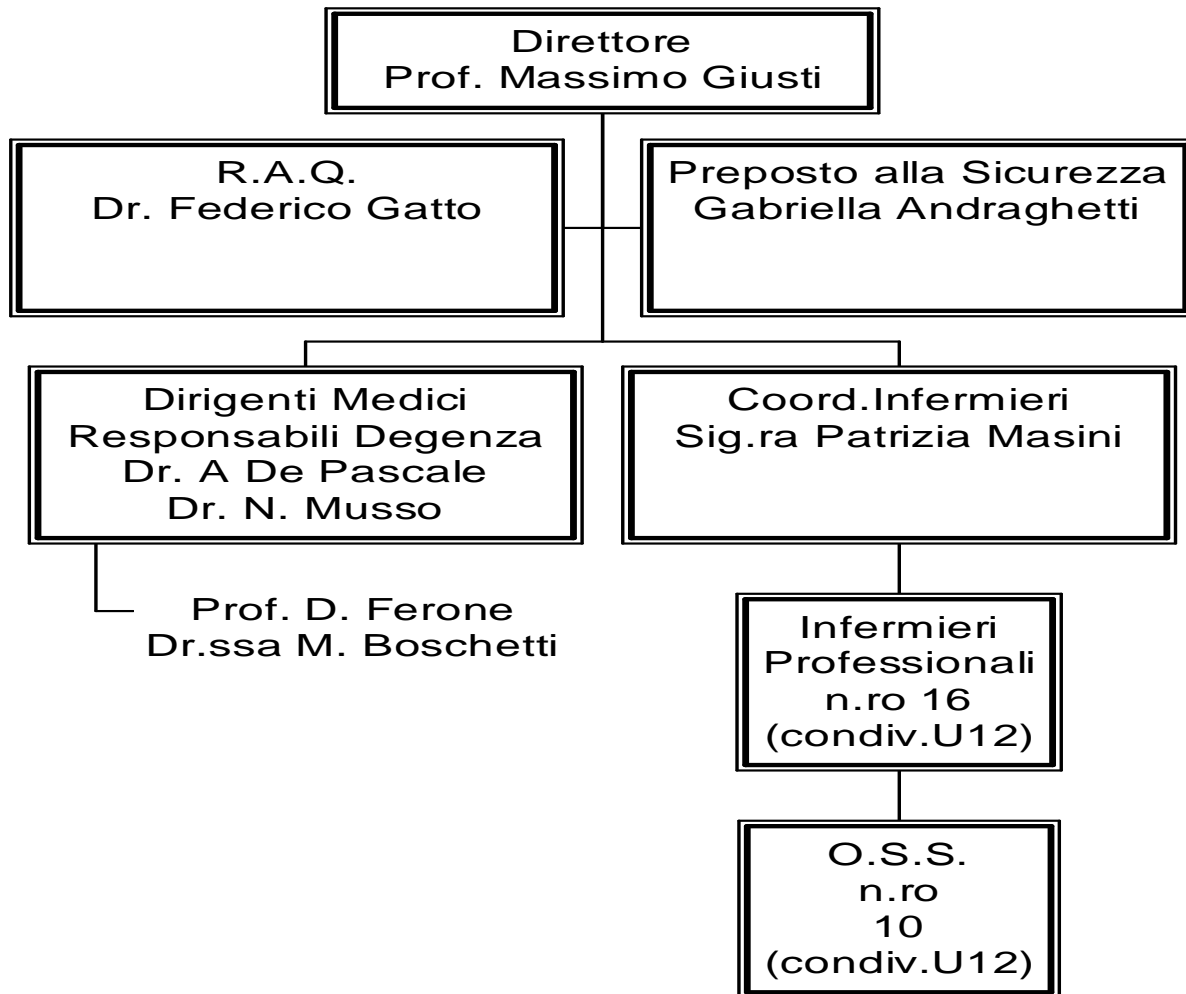 Direttore
Prof. Massimo Giusti
R.A.Q.
Dr. Federico Gatto
Preposto alla Sicurezza
Gabriella Andraghetti
Dirigenti Medici
Responsabili Degenza
Dr. A De Pascale
Dr. N. Musso
Coord.Infermieri
Sig.ra Patrizia Masini
Prof. D. Ferone
Dr.ssa M. Boschetti
Infermieri
Professionali
n.ro 16
(condiv.U12)
O.S.S.
n.ro
10
(condiv.U12)